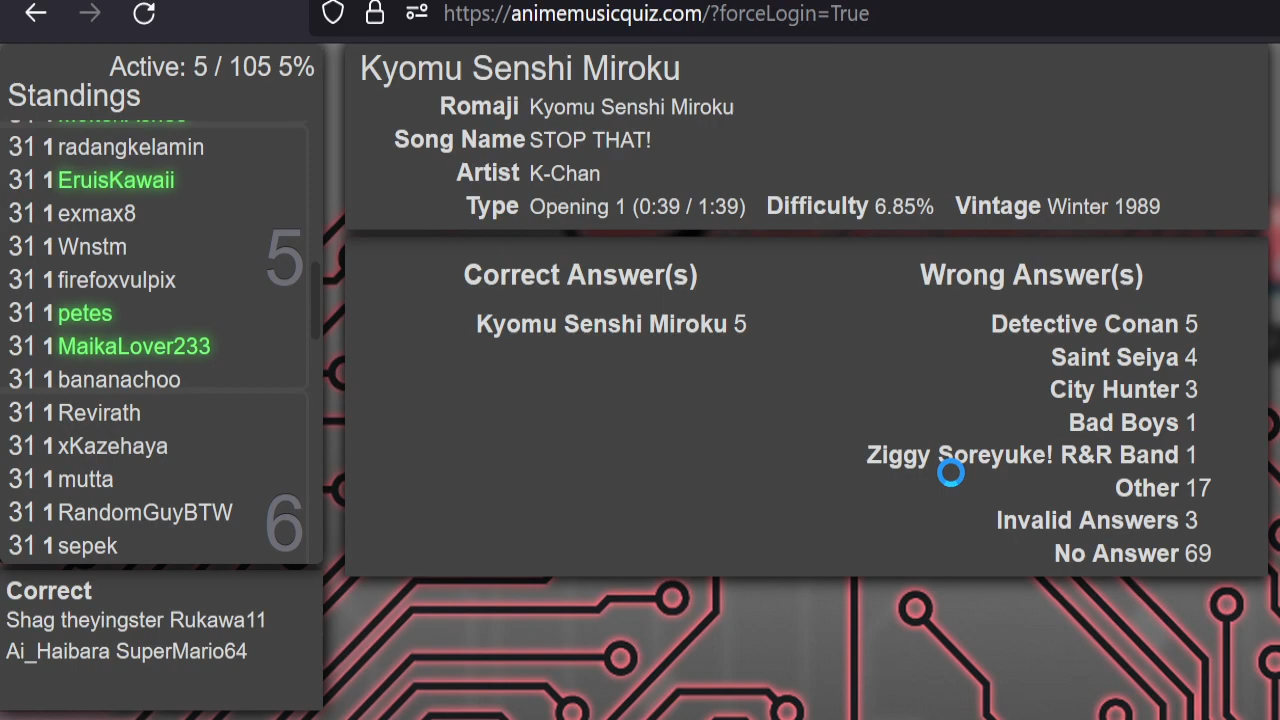 https://animemusicquiz.com/?forceLogin=True
Active: 5 / 105 5%
Standings
31 1 radangkelamin
31 1 EruisKawaii
31 1 exmax8
31 1 Wnstm
5
31 1 firefoxvulpix
31 1 petes
31 1 MaikaLover233
31 1 bananachoo
31 1 Revirath
31 1 xKazehaya
31 1 mutta
31 1 RandomGuyBTW
6
31 1 sepek
Correct
Shag theyingster Rukawa11
Ai_Haibara SuperMario64
Kyomu Senshi Miroku
Romaji Kyomu Senshi Miroku
Song Name STOP THAT!
Artist K-Chan
Type Opening 1 (0:39 / 1:39) Difficulty 6.85% Vintage Winter 1989
Correct Answer(s)
Kyomu Senshi Miroku 5
Wrong Answer(s)
Detective Conan 5
Saint Seiya 4
City Hunter 3
Bad Boys 1
Ziggy Soreyuke! R&R Band 1
Other 17
Invalid Answers 3
No Answer 69